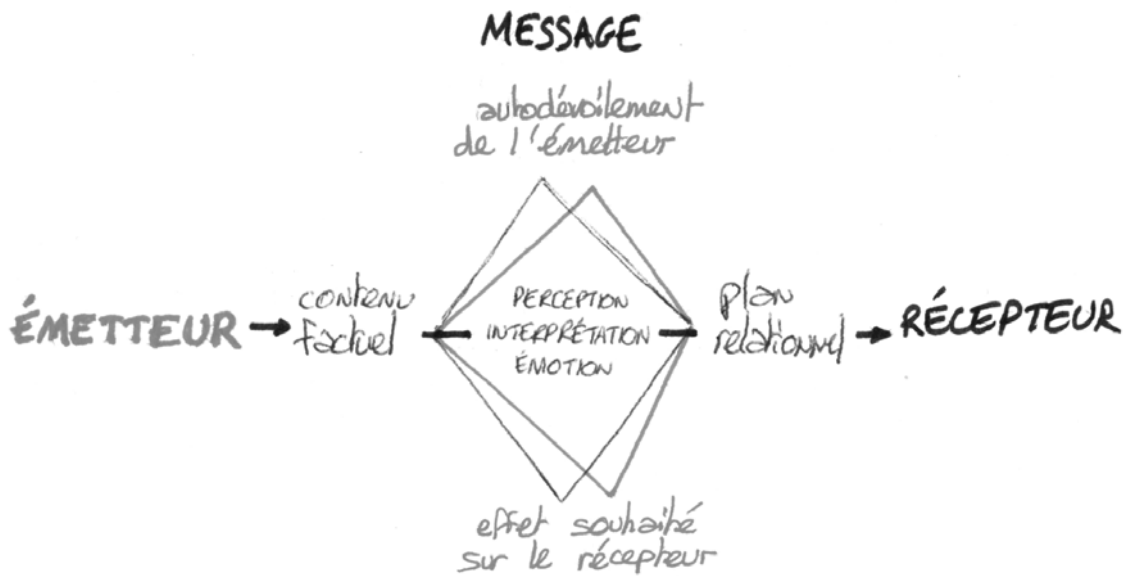 MESSAGE
autodévoilement
de l'émetteur
ÉMETTEUR
contenu
factuel
PERCEPTION
INTERPRÉTATION
ÉMOTION
plan
relationnel
RÉCEPTEUR
effet souhaité
sur le récepteur